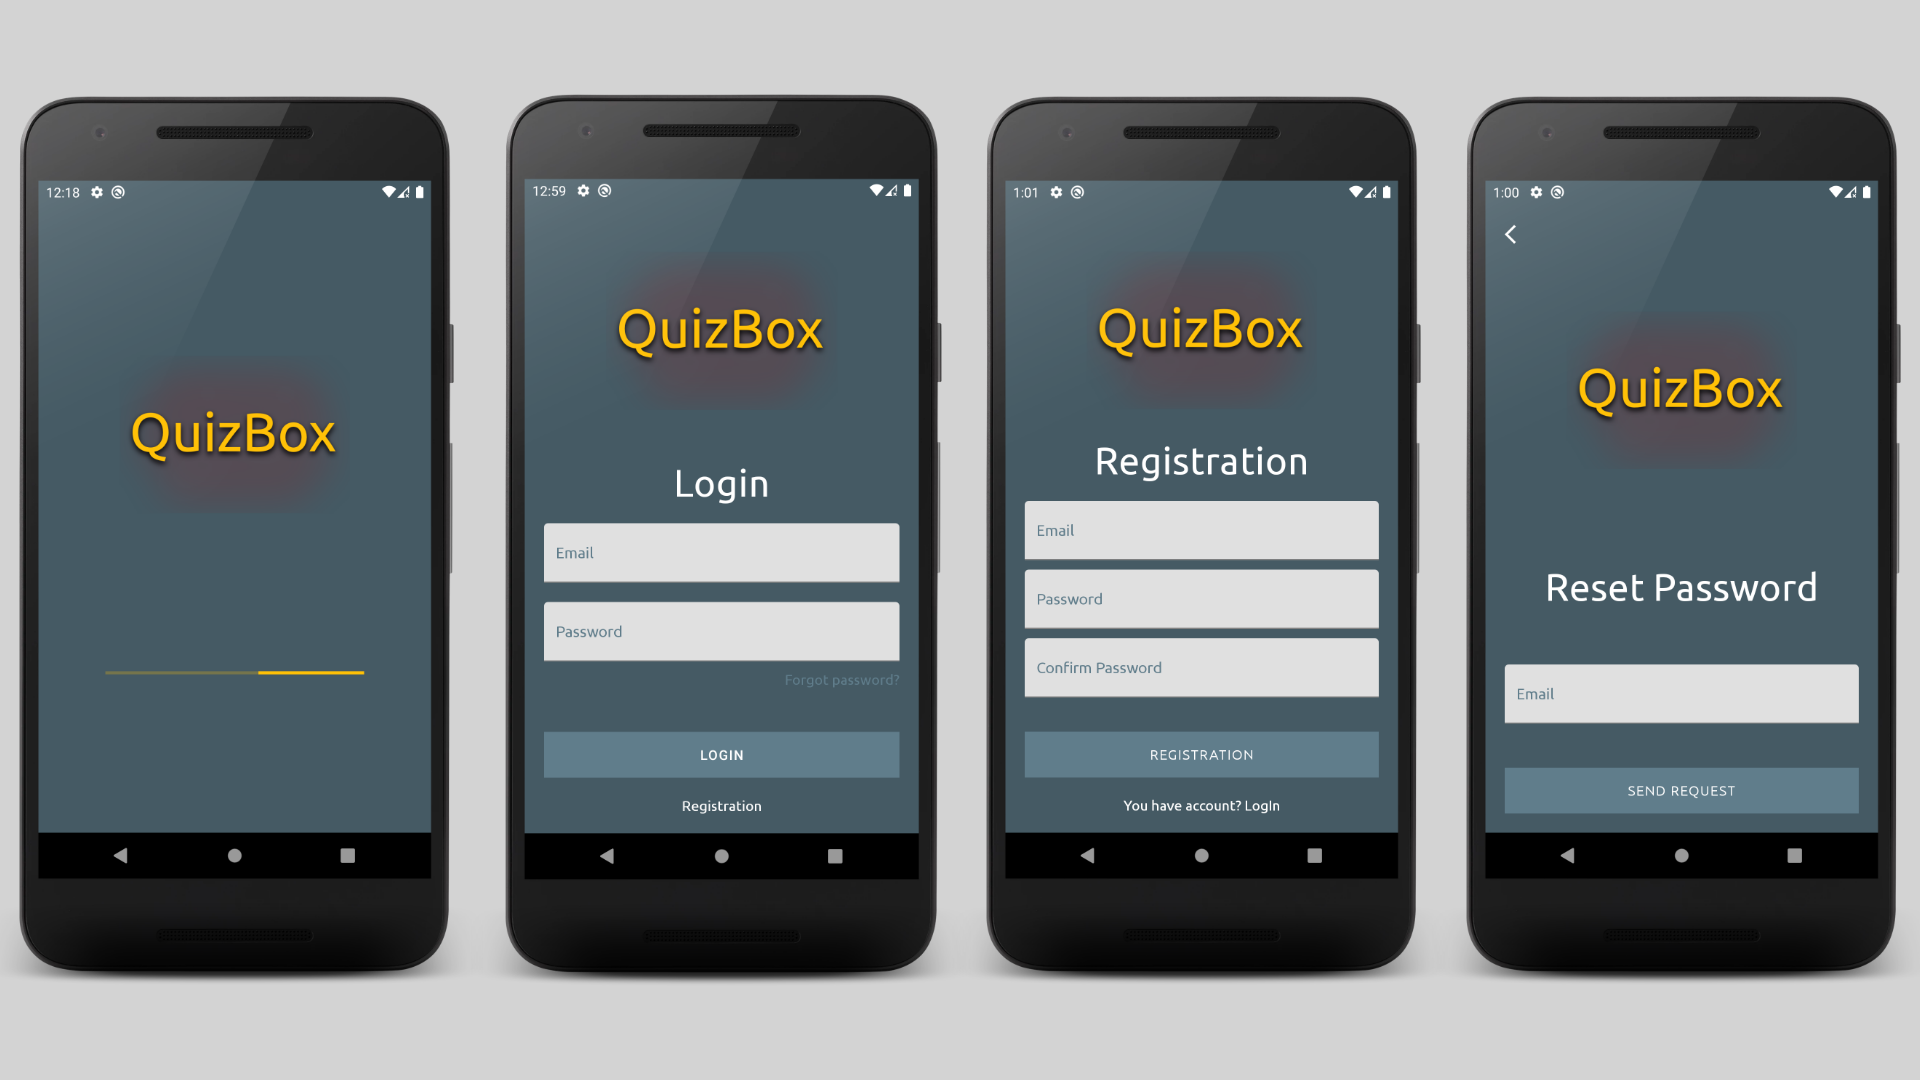 12:18
QuizBox
12:59
QuizBox
Login
Email
Password
Forgot password?
LOGIN
Registration
1:01
QuizBox
Registration
Email
Password
Confirm Password
REGISTRATION
You have account? LogIn
1:00
QuizBox
Reset Password
Email
SEND REQUEST